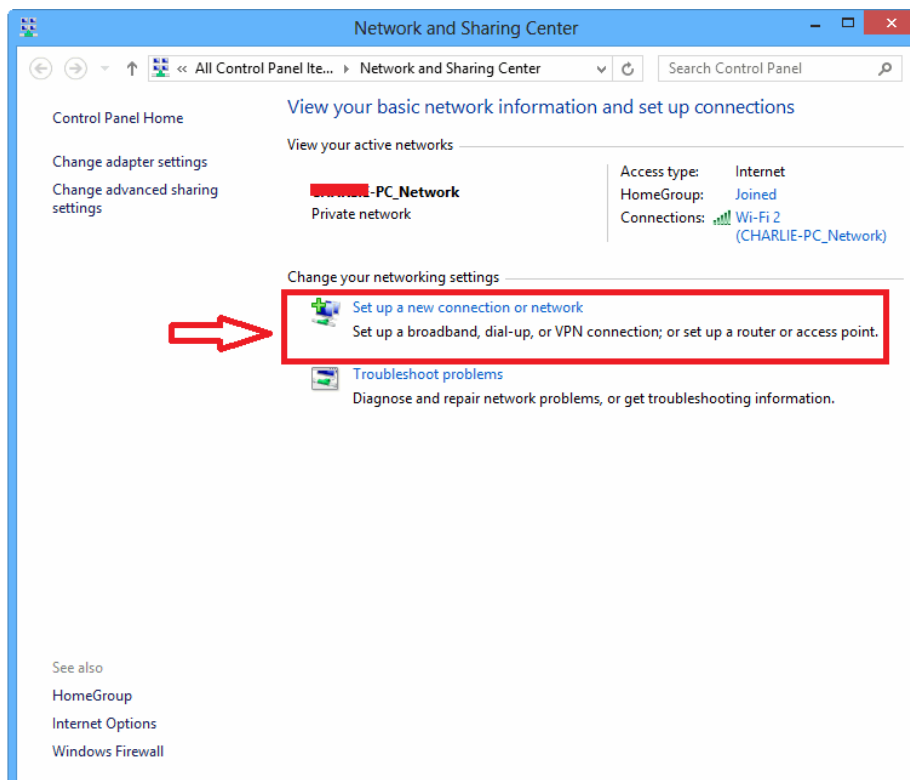 Network and Sharing Center
« All Control Panel Ite... Network and Sharing Center
Search Control Panel
Control Panel Home
Change adapter settings
Change advanced sharing
settings
See also
HomeGroup
Internet Options
Windows Firewall
View your basic network information and set up connections
View your active networks
-PC_Network
Private network
Access type: Internet
HomeGroup: Joined
Connections: Wi-Fi 2
(CHARLIE-PC_Network)
Change your networking settings
Set up a new connection or network
Set up a broadband, dial-up, or VPN connection; or set up a router or access point.
Troubleshoot problems
Diagnose and repair network problems, or get troubleshooting information.